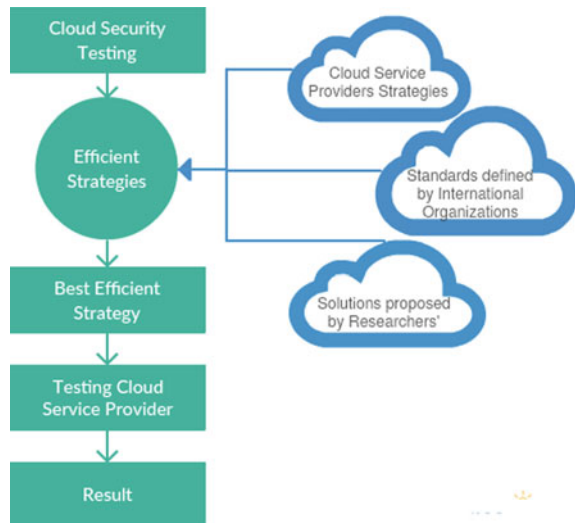 Cloud Security
Testing
Efficient
Strategies
Best Efficient
Strategy
Testing Cloud
Service Provider
Result
Cloud Service
Providers Strategies
Standards defined
by International
Organizations
Solutions proposed
by Researchers'